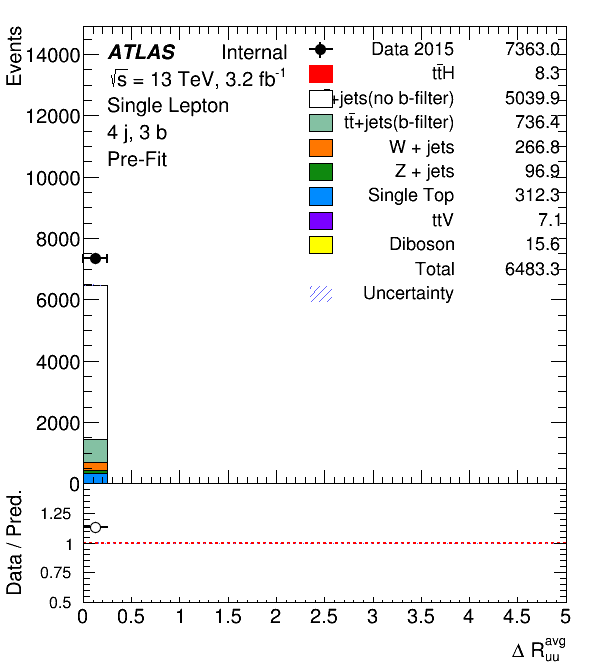 Events
14000
12000
10000
8000
6000
4000
2000
0
ATLAS Internal
√s = 13 TeV, 3.2 fb⁻¹
Single Lepton
4 j, 3 b
Pre-Fit
Data 2015 7363.0
tt̄H 8.3
+jets(no b-filter) 5039.9
tt̄+jets(b-filter) 736.4
W + jets 266.8
Z + jets 96.9
Single Top 312.3
ttV 7.1
Diboson 15.6
Total 6483.3
Uncertainty
Data / Pred.
1.25
1
0.75
0.5
0 0.5 1 1.5 2 2.5 3 3.5 4 4.5 5
Δ R_uu^avg